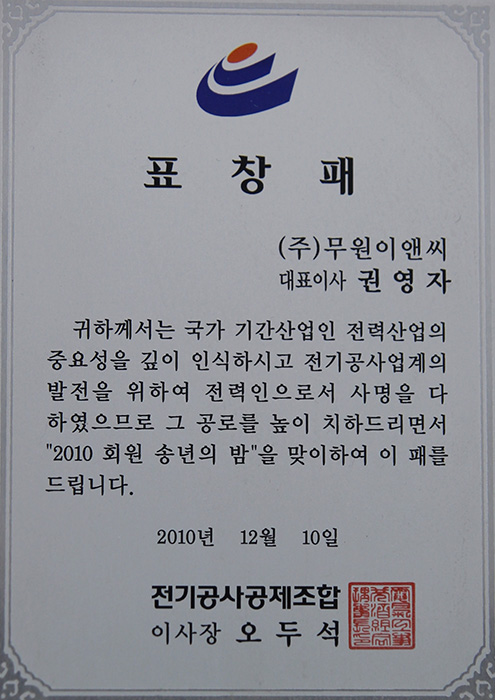 표 창 패
(주)무원이앤씨
대표이사 권 영 자
귀하께서는 국가 기간산업인 전력산업의
중요성을 깊이 인식하시고 전기공사업계의
발전을 위하여 전력인으로서 사명을 다
하였으므로 그 공로를 높이 치하드리면서
"2010 회원 송년의 밤"을 맞이하여 이 패를
드립니다.
2010년 12월 10일
전기공사공제조합
이사장 오 두 석